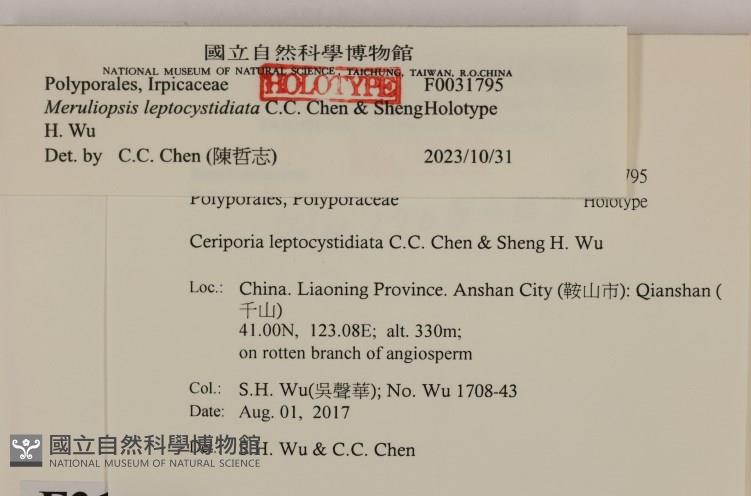 國立自然科學博物館
NATIONAL MUSEUM OF NATURAL SCIENCE, TAICHUNG, TAIWAN, R.O.CHINA
HOLOTYPE
Polyporales, Irpicaceae F0031795
Meruliopsis leptocystidiata C.C. Chen & Sheng Holotype
H. Wu
Det. by C.C. Chen (陳哲志) 2023/10/31
795
Polyporales, Polyporaceae Holotype
Ceriporia leptocystidiata C.C. Chen & Sheng H. Wu
Loc.: China. Liaoning Province. Anshan City (鞍山市): Qianshan (
千山)
41.00N, 123.08E; alt. 330m;
on rotten branch of angiosperm
Col.: S.H. Wu(吳聲華); No. Wu 1708-43
Date: Aug. 01, 2017
S.H. Wu & C.C. Chen
國立自然科學博物館
NATIONAL MUSEUM OF NATURAL SCIENCE